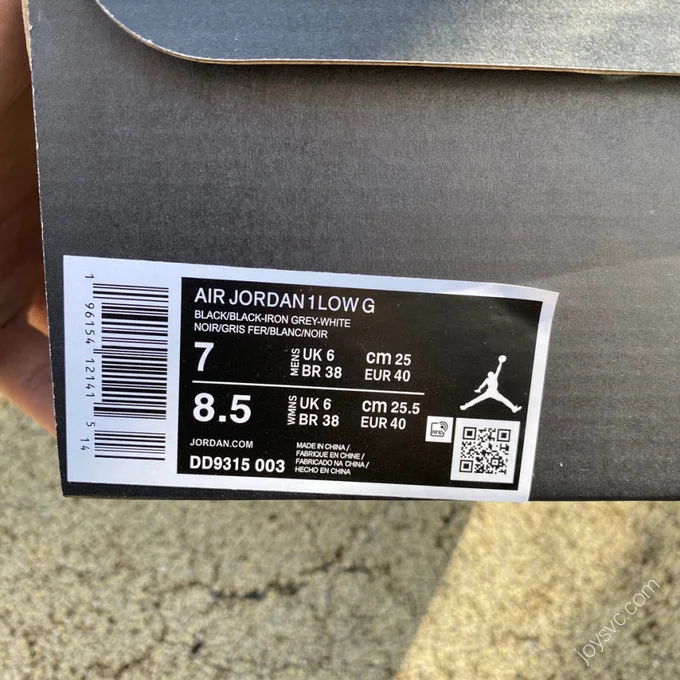 1 96154 12141 5 14
AIR JORDAN 1 LOW G
BLACK/BLACK-IRON GREY-WHITE
NOIR/GRIS FER/BLANC/NOIR
7 MENS UK 6 cm 25
BR 38 EUR 40
8.5 WMNS UK 6 cm 25.5
BR 38 EUR 40
JORDAN.COM
DD9315 003
MADE IN CHINA /
FABRIQUE EN CHINE /
FABRICADO NA CHINA /
HECHO EN CHINA
RFID
joysvc.com